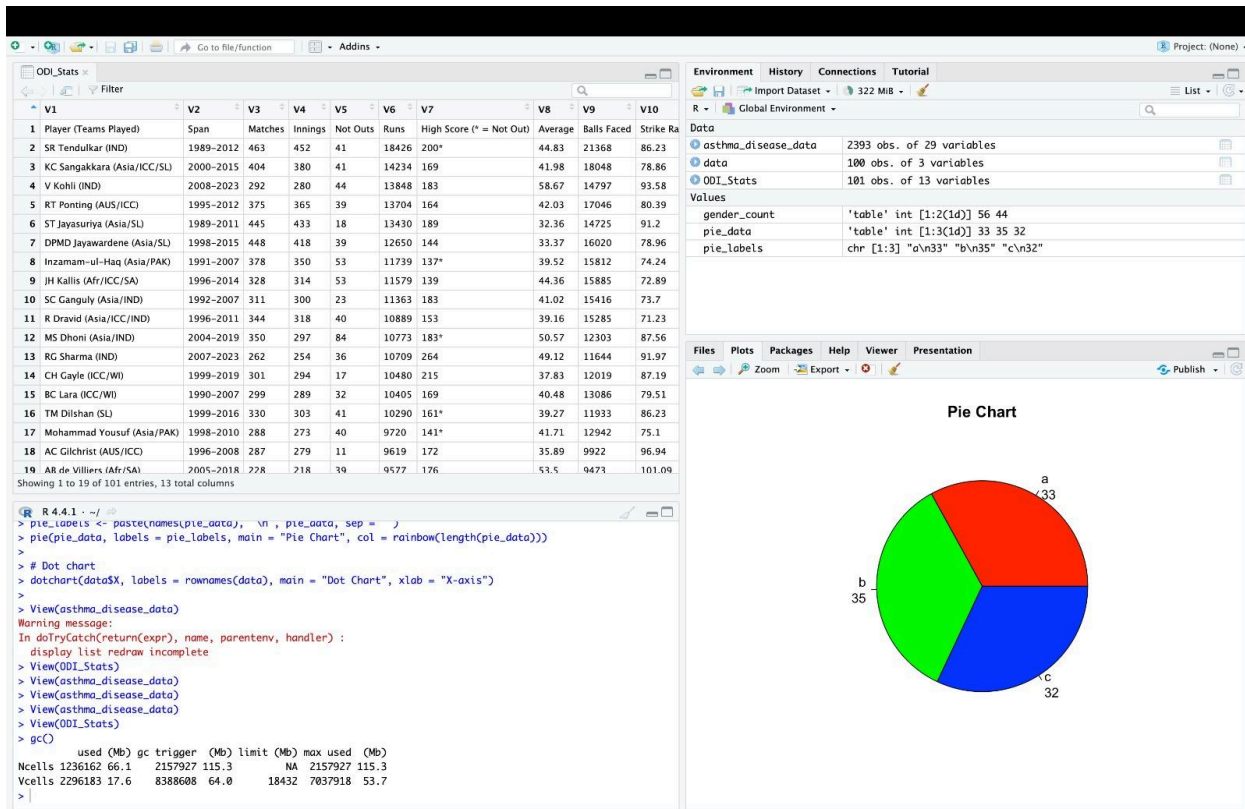 Go to file/function
Addins
Project: (None)
ODI_Stats
Filter
V1 V2 V3 V4 V5 V6 V7 V8 V9 V10
1 Player (Teams Played) Span Matches Innings Not Outs Runs High Score (* = Not Out) Average Balls Faced Strike Ra
2 SR Tendulkar (IND) 1989-2012 463 452 41 18426 200* 44.83 21368 86.23
3 KC Sangakkara (Asia/ICC/SL) 2000-2015 404 380 41 14234 169 41.98 18048 78.86
4 V Kohli (IND) 2008-2023 292 280 44 13848 183 58.67 14797 93.58
5 RT Ponting (AUS/ICC) 1995-2012 375 365 39 13704 164 42.03 17046 80.39
6 ST Jayasuriya (Asia/SL) 1989-2011 445 433 18 13430 189 32.36 14725 91.2
7 DPMD Jayawardene (Asia/SL) 1998-2015 448 418 39 12650 144 33.37 16020 78.96
8 Inzamam-ul-Haq (Asia/PAK) 1991-2007 378 350 53 11739 137* 39.52 15812 74.24
9 JH Kallis (Afr/ICC/SA) 1996-2014 328 314 53 11579 139 44.36 15885 72.89
10 SC Ganguly (Asia/IND) 1992-2007 311 300 23 11363 183 41.02 15416 73.7
11 R Dravid (Asia/ICC/IND) 1996-2011 344 318 40 10889 153 39.16 15285 71.23
12 MS Dhoni (Asia/IND) 2004-2019 350 297 84 10773 183* 50.57 12303 87.56
13 RG Sharma (IND) 2007-2023 262 254 36 10709 264 49.12 11644 91.97
14 CH Gayle (ICC/WI) 1999-2019 301 294 17 10480 215 37.83 12019 87.19
15 BC Lara (ICC/WI) 1990-2007 299 289 32 10405 169 40.48 13086 79.51
16 TM Dilshan (SL) 1999-2016 330 303 41 10290 161* 39.27 11933 86.23
17 Mohammad Yousuf (Asia/PAK) 1998-2010 288 273 40 9720 141* 41.71 12942 75.1
18 AC Gilchrist (AUS/ICC) 1996-2008 287 279 11 9619 172 35.89 9922 96.94
19 AB de Villiers (Afr/SA) 2005-2018 228 218 39 9577 176 53.5 9473 101.09
Showing 1 to 19 of 101 entries, 13 total columns
R 4.4.1 · ~/
> pie_labels <- paste(names(pie_data), "\n", pie_data, sep = "")
> pie(pie_data, labels = pie_labels, main = "Pie Chart", col = rainbow(length(pie_data)))
>
> # Dot chart
> dotchart(data$X, labels = rownames(data), main = "Dot Chart", xlab = "X-axis")
>
> View(asthma_disease_data)
Warning message:
In doTryCatch(return(expr), name, parentenv, handler) :
display list redraw incomplete
> View(ODI_Stats)
> View(asthma_disease_data)
> View(asthma_disease_data)
> View(asthma_disease_data)
> View(ODI_Stats)
> gc()
used (Mb) gc trigger (Mb) limit (Mb) max used (Mb)
Ncells 1236162 66.1 2157927 115.3 NA 2157927 115.3
Vcells 2296183 17.6 8388608 64.0 18432 7037918 53.7
>
Environment History Connections Tutorial
Import Dataset 322 MiB List
R Global Environment
Data
asthma_disease_data 2393 obs. of 29 variables
data 100 obs. of 3 variables
ODI_Stats 101 obs. of 13 variables
Values
gender_count 'table' int [1:2(1d)] 56 44
pie_data 'table' int [1:3(1d)] 33 35 32
pie_labels chr [1:3] "a\n33" "b\n35" "c\n32"
Files Plots Packages Help Viewer Presentation
Zoom Export Publish
Pie Chart
a
33
b
35
c
32